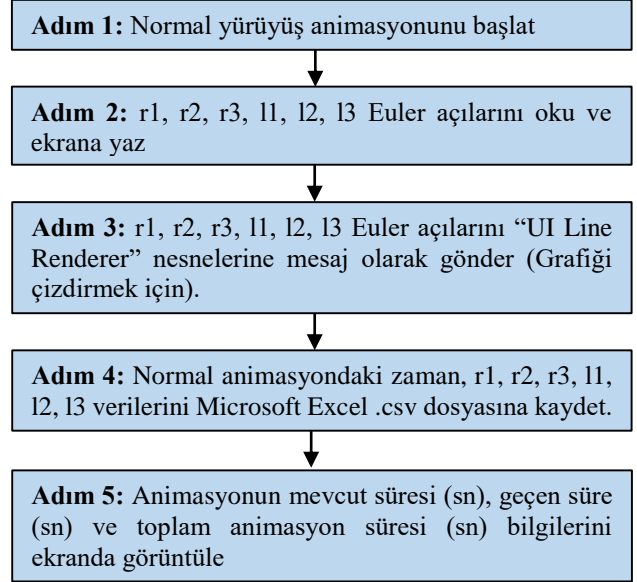 Adım 1: Normal yürüyüş animasyonunu başlat
Adım 2: r1, r2, r3, l1, l2, l3 Euler açılarını oku ve
ekrana yaz
Adım 3: r1, r2, r3, l1, l2, l3 Euler açılarını “UI Line
Renderer” nesnelerine mesaj olarak gönder (Grafiği
çizdirmek için).
Adım 4: Normal animasyondaki zaman, r1, r2, r3, l1,
l2, l3 verilerini Microsoft Excel .csv dosyasına kaydet.
Adım 5: Animasyonun mevcut süresi (sn), geçen süre
(sn) ve toplam animasyon süresi (sn) bilgilerini
ekranda görüntüle